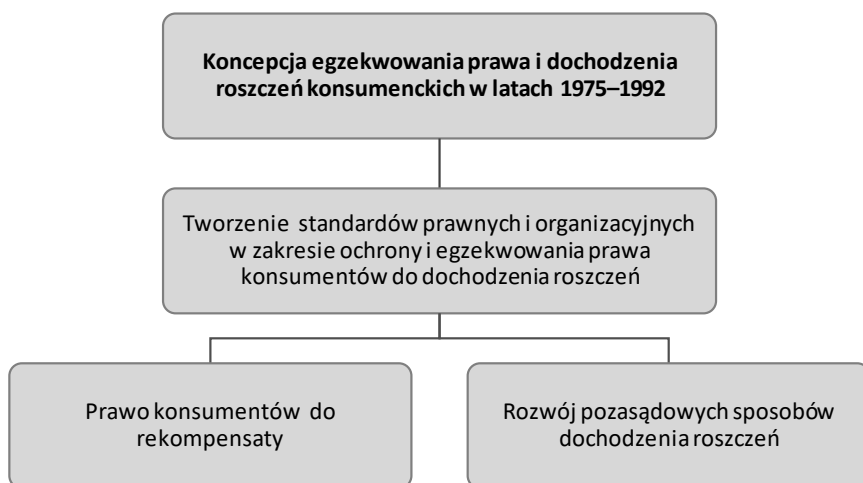 Koncepcja egzekwowania prawa i dochodzenia
roszczeń konsumenckich w latach 1975–1992
Tworzenie standardów prawnych i organizacyjnych
w zakresie ochrony i egzekwowania prawa
konsumentów do dochodzenia roszczeń
Prawo konsumentów do
rekompensaty
Rozwój pozasądowych sposobów
dochodzenia roszczeń